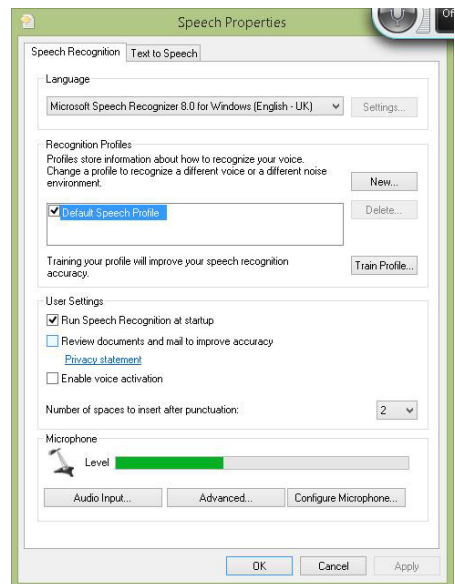 Speech Properties
Speech Recognition
Text to Speech
Language
Microsoft Speech Recognizer 8.0 for Windows (English - UK)
Settings...
Recognition Profiles
Profiles store information about how to recognize your voice.
Change a profile to recognize a different voice or a different noise
environment.
New...
Default Speech Profile
Delete...
Training your profile will improve your speech recognition
accuracy.
Train Profile...
User Settings
Run Speech Recognition at startup
Review documents and mail to improve accuracy
Privacy statement
Enable voice activation
Number of spaces to insert after punctuation:
2
Microphone
Level
Audio Input...
Advanced...
Configure Microphone...
OK
Cancel
Apply